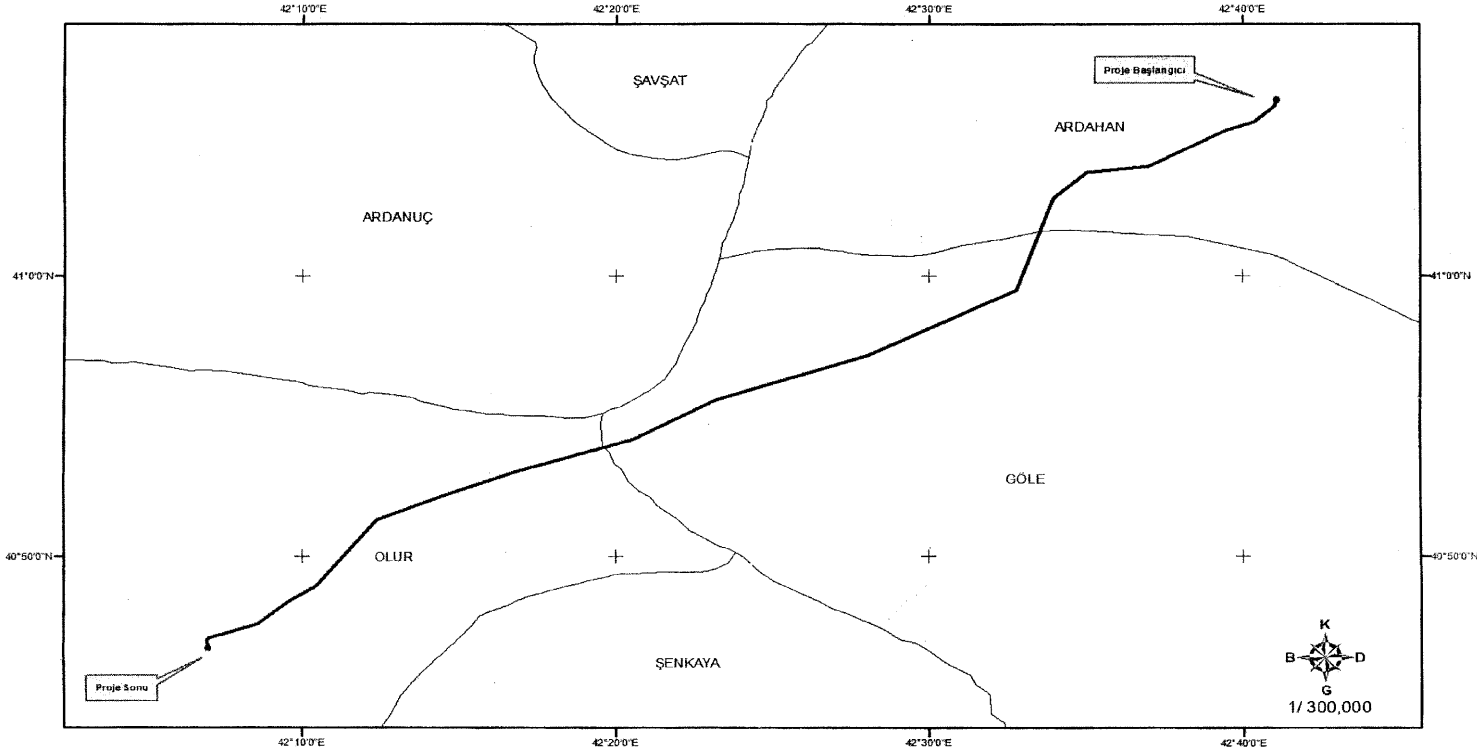 42°10'0"E
42°20'0"E
42°30'0"E
42°40'0"E
Proje Başlangıcı
ŞAVŞAT
ARDAHAN
ARDANUÇ
41°0'0"N
41°0'0"N
GÖLE
40°50'0"N
OLUR
40°50'0"N
ŞENKAYA
Proje Sonu
K
B
D
G
1/ 300,000
42°10'0"E
42°20'0"E
42°30'0"E
42°40'0"E